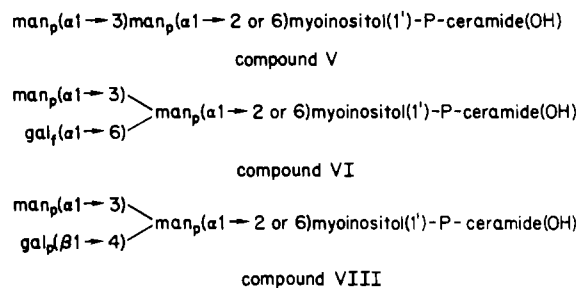 manp(α1→3)manp(α1→2 or 6)myoinositol(1')-P-ceramide(OH)
compound V
manp(α1→3)
manp(α1→2 or 6)myoinositol(1')-P-ceramide(OH)
galf(α1→6)
compound VI
manp(α1→3)
manp(α1→2 or 6)myoinositol(1')-P-ceramide(OH)
galp(β1→4)
compound VIII